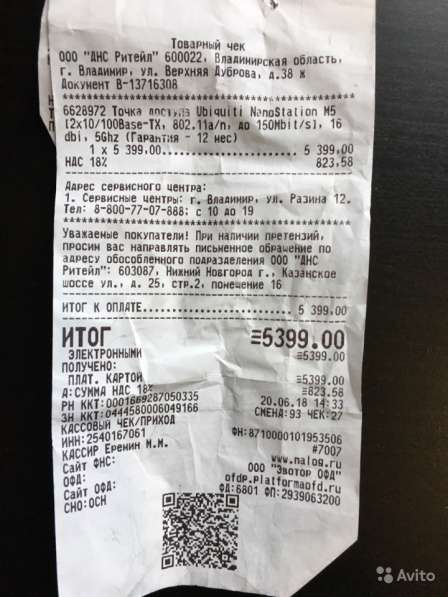 Товарный чек
ООО "ДНС Ритейл" 600022, Владимирская область,
г. Владимир, ул. Верхняя Дуброва, д.38 ж
Документ В-13716308
6628972 Точка доступа Ubiquiti NanoStation M5
[2x10/100Base-TX, 802.11a/n, до 150Mbit/s], 16
dbi, 5Ghz (Гарантия - 12 мес)
1 x 5 399.00 5 399.00
НДС 18% 823,58
Адрес сервисного центра:
1. Сервисные центры: г. Владимир, ул. Разина 12.
Тел: 8-800-77-07-888; с 10 до 19
Уважаемые покупатели! При наличии претензий,
просим вас направлять письменное обращение по
адресу обособленного подразделения ООО "ДНС
Ритейл": 603087, Нижний Новгород г., Казанское
шоссе ул., д. 25, стр.2, помещение 16
ИТОГ К ОПЛАТЕ 5 399.00
ИТОГ ≡5399.00
ЭЛЕКТРОННЫМИ ≡5399.00
ПОЛУЧЕНО:
ПЛАТ. КАРТОЙ ≡5399.00
А:СУММА НДС 18% ≡823.58
РН ККТ:0001669287050335 20.06.18 14:33
ЗН ККТ:0444580006049166 СМЕНА:93 ЧЕК:27
КАССОВЫЙ ЧЕК/ПРИХОД
ИНН:2540167061 ФН:8710000101953506
КАССИР Еренин М.М. #7007
Сайт ФНС: www.nalog.ru
ОФД: ООО "Эвотор ОФД"
Сайт ОФД: ofdp.platformaofd.ru
СНО:ОСН ФД:6801 ФП:2939063200
Avito